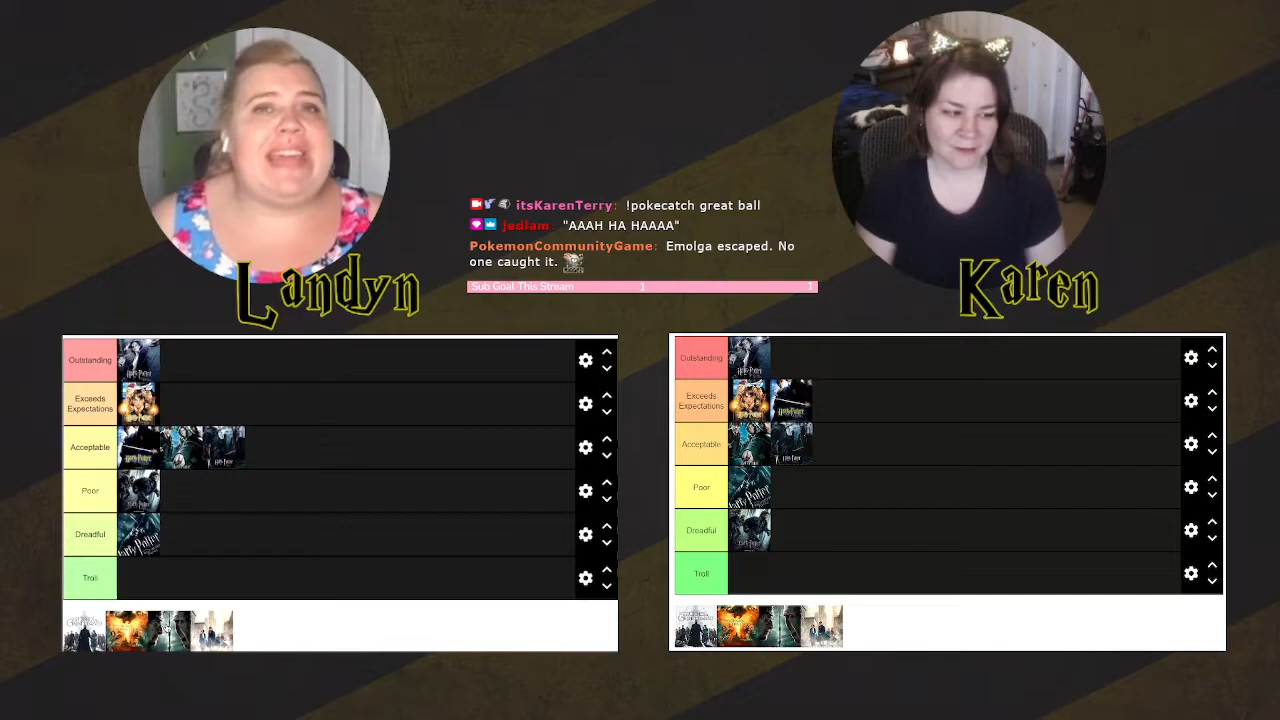 itsKarenTerry: !pokecatch great ball
jedlam: "AAAH HA HAAAA"
PokemonCommunityGame: Emolga escaped. No
one caught it.
Sub Goal This Stream 1 1
Landyn
Karen
Outstanding
Exceeds
Expectations
Acceptable
Poor
Dreadful
Troll
Outstanding
Exceeds
Expectations
Acceptable
Poor
Dreadful
Troll